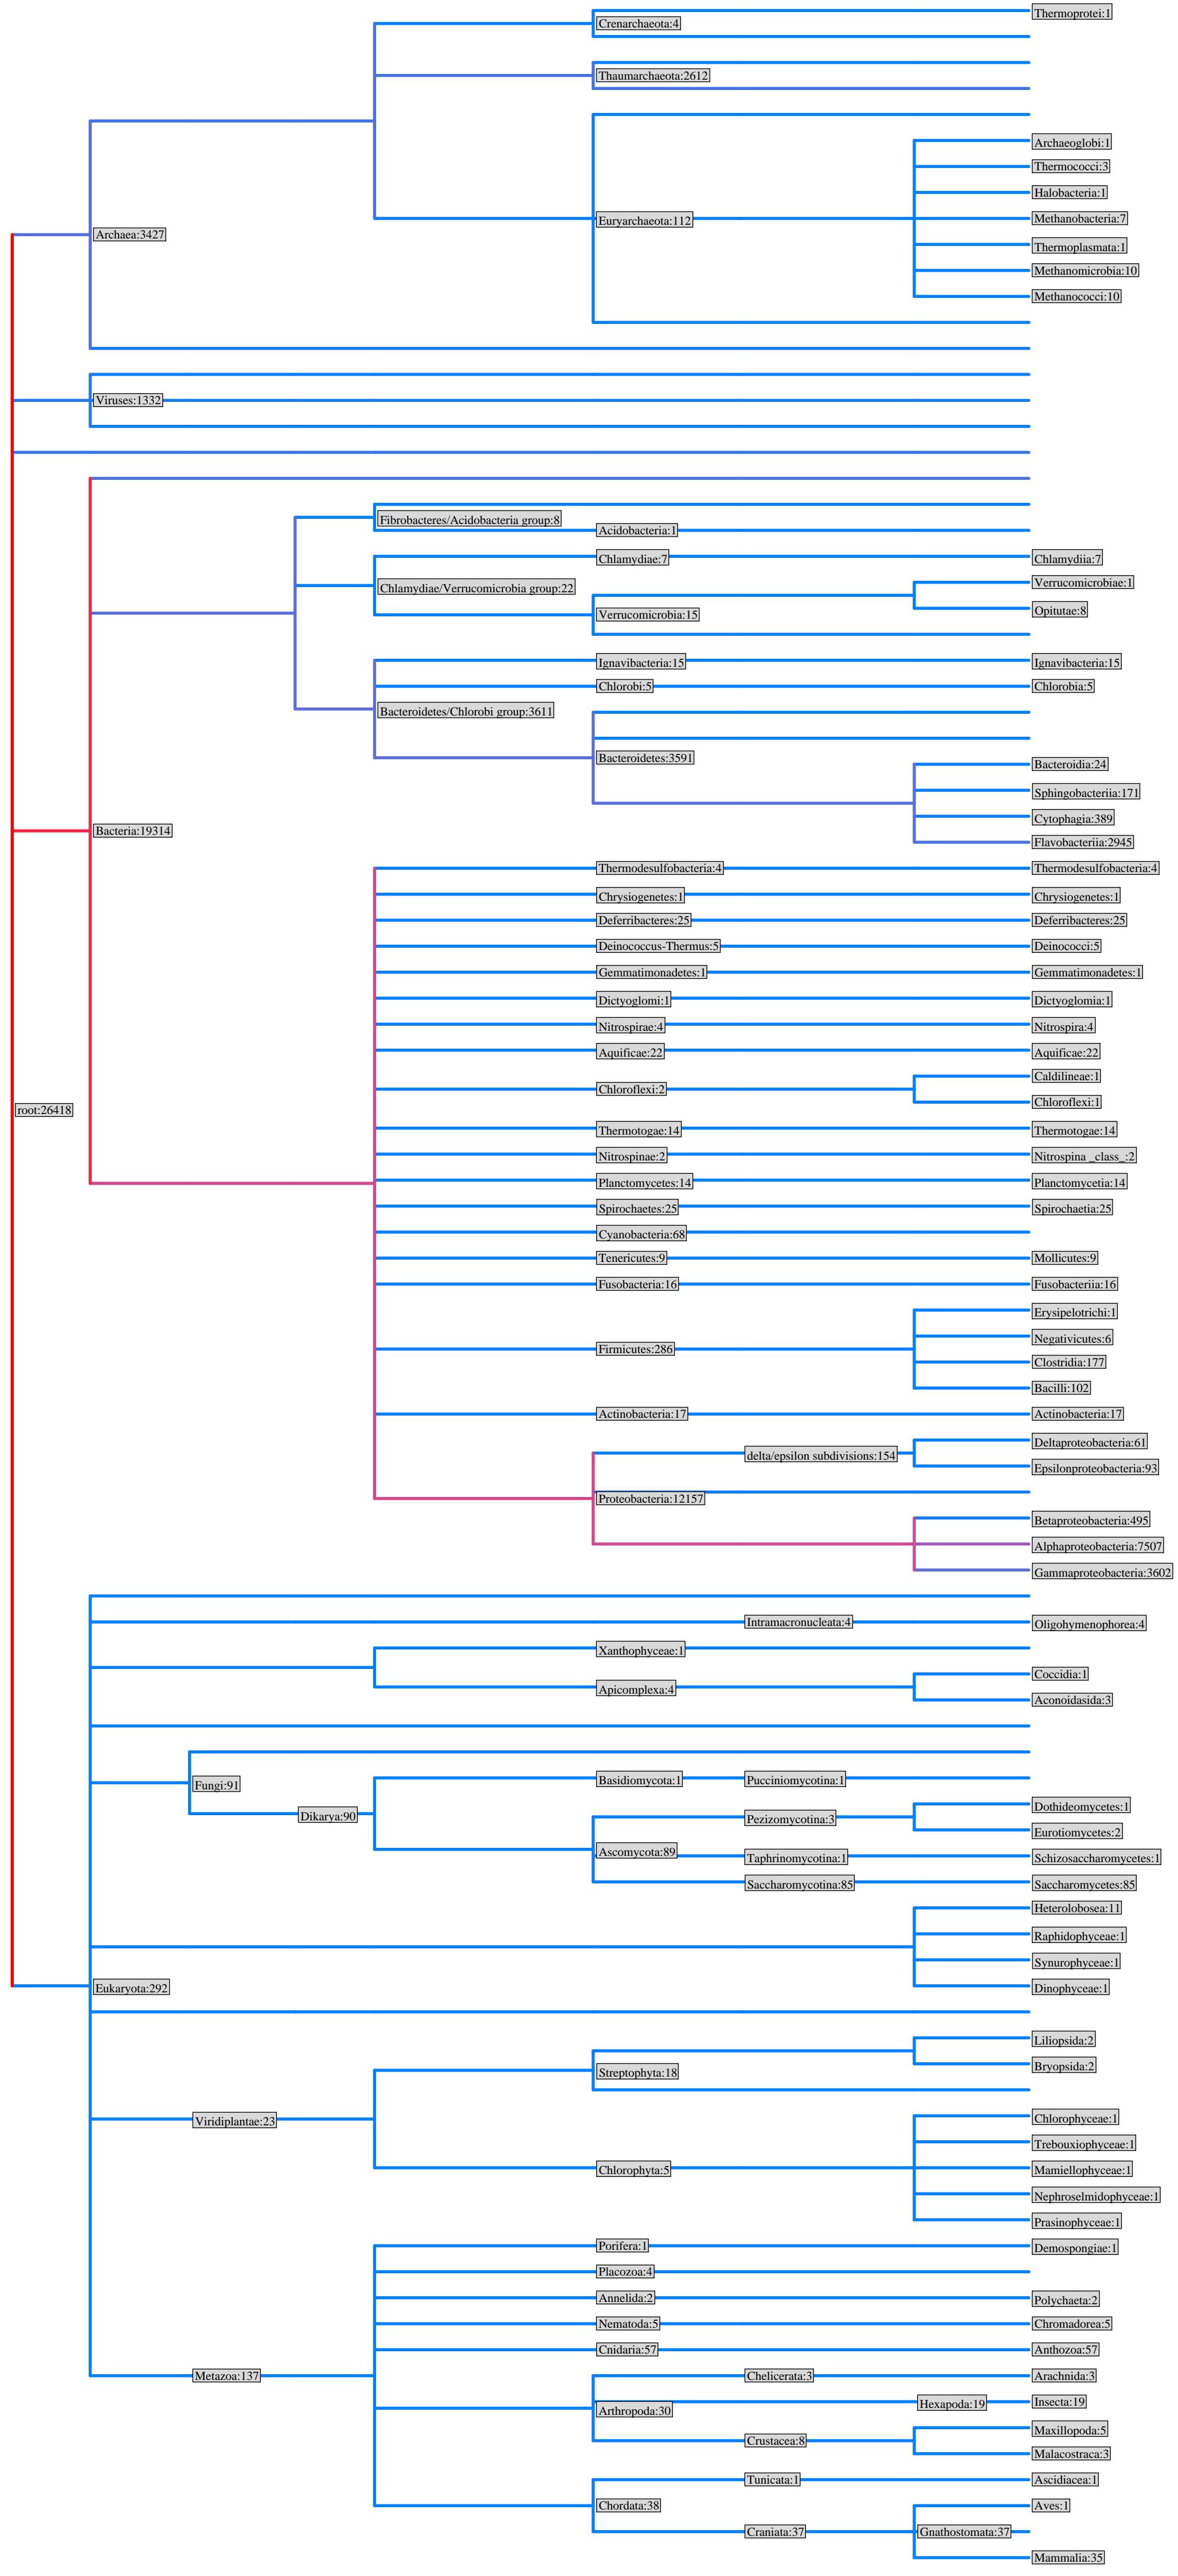 Thermoprotei:1
Crenarchaeota:4
Thaumarchaeota:2612
Archaeoglobi:1
Thermococci:3
Halobacteria:1
Euryarchaeota:112
Methanobacteria:7
Archaea:3427
Thermoplasmata:1
Methanomicrobia:10
Methanococci:10
Viruses:1332
Fibrobacteres/Acidobacteria group:8
Acidobacteria:1
Chlamydiae:7
Chlamydiia:7
Chlamydiae/Verrucomicrobia group:22
Verrucomicrobiae:1
Opitutae:8
Verrucomicrobia:15
Ignavibacteria:15
Ignavibacteria:15
Chlorobi:5
Chlorobia:5
Bacteroidetes/Chlorobi group:3611
Bacteroidetes:3591
Bacteroidia:24
Sphingobacteriia:171
Cytophagia:389
Bacteria:19314
Flavobacteriia:2945
Thermodesulfobacteria:4
Thermodesulfobacteria:4
Chrysiogenetes:1
Chrysiogenetes:1
Deferribacteres:25
Deferribacteres:25
Deinococcus-Thermus:5
Deinococci:5
Gemmatimonadetes:1
Gemmatimonadetes:1
Dictyoglomi:1
Dictyoglomia:1
Nitrospirae:4
Nitrospira:4
Aquificae:22
Aquificae:22
Caldilineae:1
Chloroflexi:2
Chloroflexi:1
root:26418
Thermotogae:14
Thermotogae:14
Nitrospinae:2
Nitrospina _class_:2
Planctomycetes:14
Planctomycetia:14
Spirochaetes:25
Spirochaetia:25
Cyanobacteria:68
Tenericutes:9
Mollicutes:9
Fusobacteria:16
Fusobacteriia:16
Erysipelotrichi:1
Negativicutes:6
Firmicutes:286
Clostridia:177
Bacilli:102
Actinobacteria:17
Actinobacteria:17
Deltaproteobacteria:61
delta/epsilon subdivisions:154
Epsilonproteobacteria:93
Proteobacteria:12157
Betaproteobacteria:495
Alphaproteobacteria:7507
Gammaproteobacteria:3602
Intramacronucleata:4
Oligohymenophorea:4
Xanthophyceae:1
Coccidia:1
Apicomplexa:4
Aconoidasida:3
Fungi:91
Basidiomycota:1
Pucciniomycotina:1
Dothideomycetes:1
Dikarya:90
Pezizomycotina:3
Eurotiomycetes:2
Ascomycota:89
Taphrinomycotina:1
Schizosaccharomycetes:1
Saccharomycotina:85
Saccharomycetes:85
Heterolobosea:11
Raphidophyceae:1
Synurophyceae:1
Eukaryota:292
Dinophyceae:1
Liliopsida:2
Bryopsida:2
Streptophyta:18
Viridiplantae:23
Chlorophyceae:1
Trebouxiophyceae:1
Chlorophyta:5
Mamiellophyceae:1
Nephroselmidophyceae:1
Prasinophyceae:1
Porifera:1
Demospongiae:1
Placozoa:4
Annelida:2
Polychaeta:2
Nematoda:5
Chromadorea:5
Cnidaria:57
Anthozoa:57
Metazoa:137
Chelicerata:3
Arachnida:3
Hexapoda:19
Insecta:19
Arthropoda:30
Maxillopoda:5
Crustacea:8
Malacostraca:3
Tunicata:1
Ascidiacea:1
Chordata:38
Aves:1
Craniata:37
Gnathostomata:37
Mammalia:35